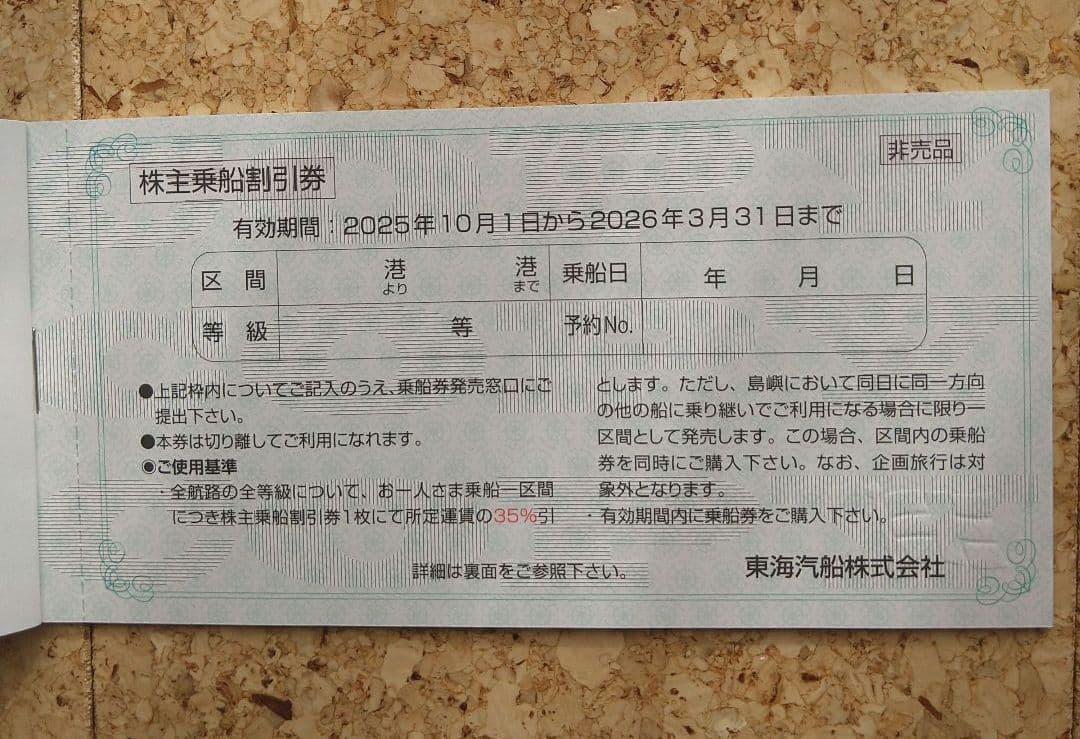 株主乗船割引券
非売品
有効期間：2025年10月1日から2026年3月31日まで
区間 港より 港まで 乗船日 年 月 日
等級 等 予約No.
●上記枠内についてご記入のうえ、乗船券発売窓口にご
提出下さい。
●本券は切り離してご利用になれます。
◉ご使用基準
・全航路の全等級について、お一人さま乗船一区間
につき株主乗船割引券1枚にて所定運賃の35%引
とします。ただし、島嶼において同日に同一方向
の他の船に乗り継いでご利用になる場合に限り一
区間として発売します。この場合、区間内の乗船
券を同時にご購入下さい。なお、企画旅行は対
象外となります。
・有効期間内に乗船券をご購入下さい。
詳細は裏面をご参照下さい。
東海汽船株式会社